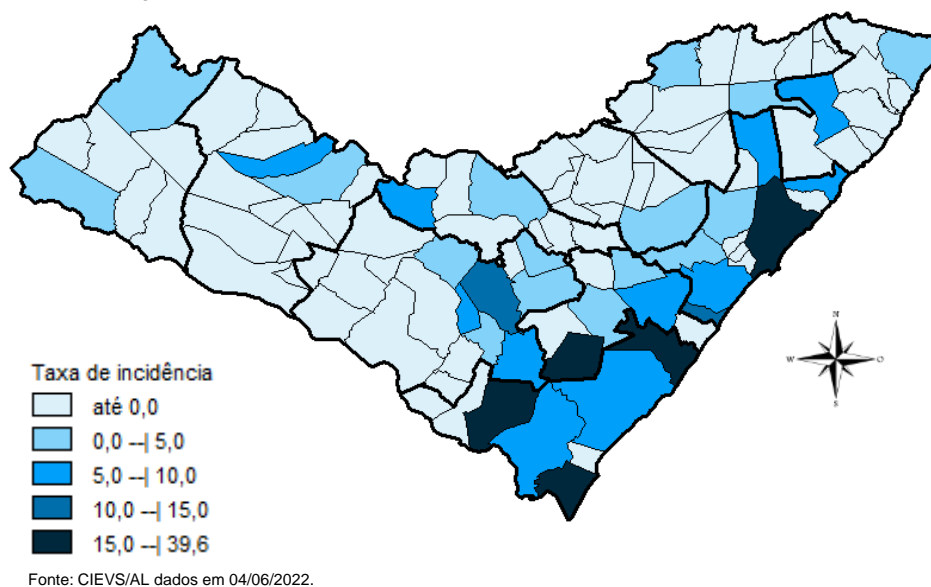 N
W
O
S
Taxa de incidência
até 0,0
0,0 --| 5,0
5,0 --| 10,0
10,0 --| 15,0
15,0 --| 39,6
Fonte: CIEVS/AL dados em 04/06/2022.